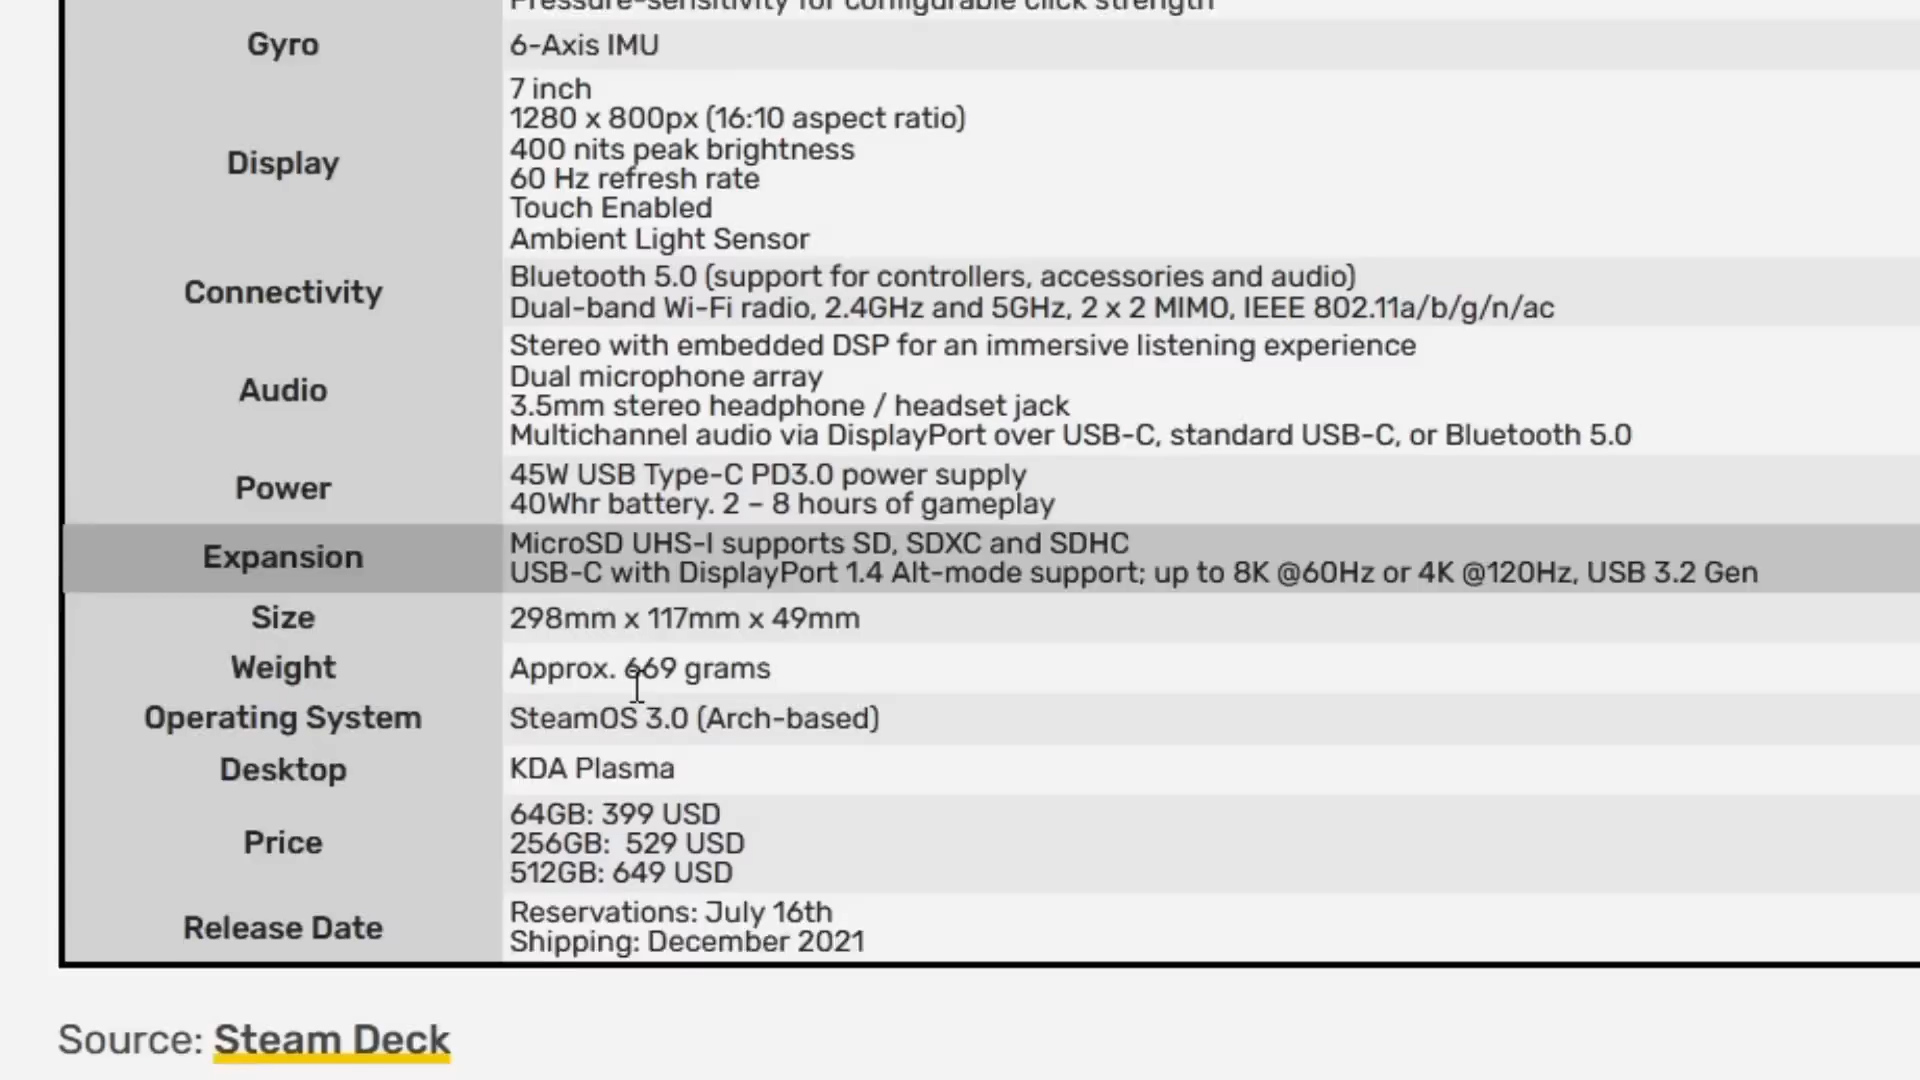 Pressure-sensitivity for configurable click strength
Gyro
6-Axis IMU
Display
7 inch
1280 x 800px (16:10 aspect ratio)
400 nits peak brightness
60 Hz refresh rate
Touch Enabled
Ambient Light Sensor
Connectivity
Bluetooth 5.0 (support for controllers, accessories and audio)
Dual-band Wi-Fi radio, 2.4GHz and 5GHz, 2 x 2 MIMO, IEEE 802.11a/b/g/n/ac
Audio
Stereo with embedded DSP for an immersive listening experience
Dual microphone array
3.5mm stereo headphone / headset jack
Multichannel audio via DisplayPort over USB-C, standard USB-C, or Bluetooth 5.0
Power
45W USB Type-C PD3.0 power supply
40Whr battery. 2 – 8 hours of gameplay
Expansion
MicroSD UHS-I supports SD, SDXC and SDHC
USB-C with DisplayPort 1.4 Alt-mode support; up to 8K @60Hz or 4K @120Hz, USB 3.2 Gen
Size
298mm x 117mm x 49mm
Weight
Approx. 669 grams
Operating System
SteamOS 3.0 (Arch-based)
Desktop
KDA Plasma
Price
64GB: 399 USD
256GB:  529 USD
512GB: 649 USD
Release Date
Reservations: July 16th
Shipping: December 2021
Source: Steam Deck